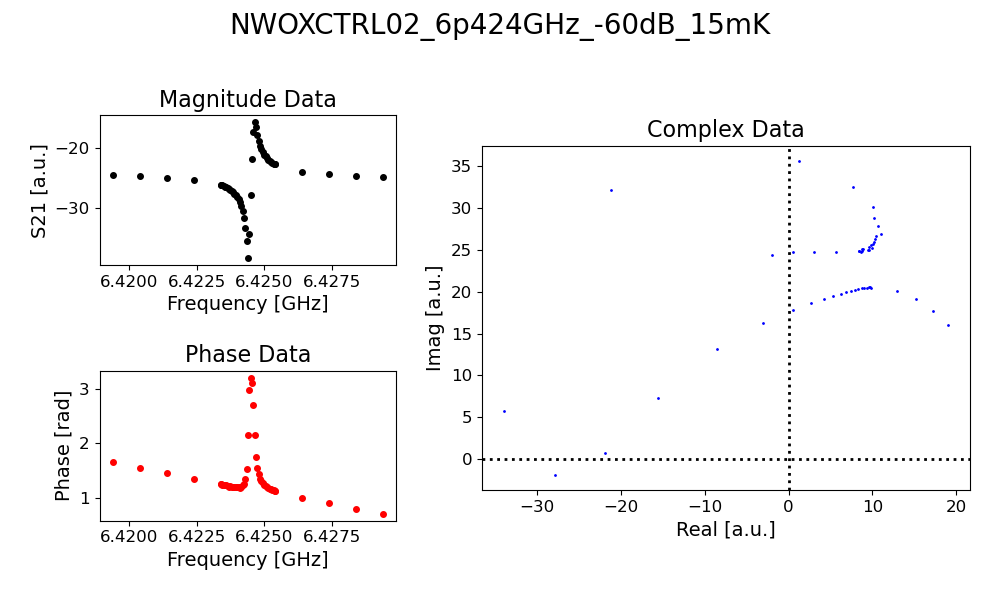 NWOXCTRL02_6p424GHz_-60dB_15mK
Magnitude Data
S21 [a.u.]
−20
−30
6.4200 6.4225 6.4250 6.4275
Frequency [GHz]
Phase Data
Phase [rad]
3
2
1
6.4200 6.4225 6.4250 6.4275
Frequency [GHz]
Complex Data
Imag [a.u.]
35
30
25
20
15
10
5
0
−30 −20 −10 0 10 20
Real [a.u.]